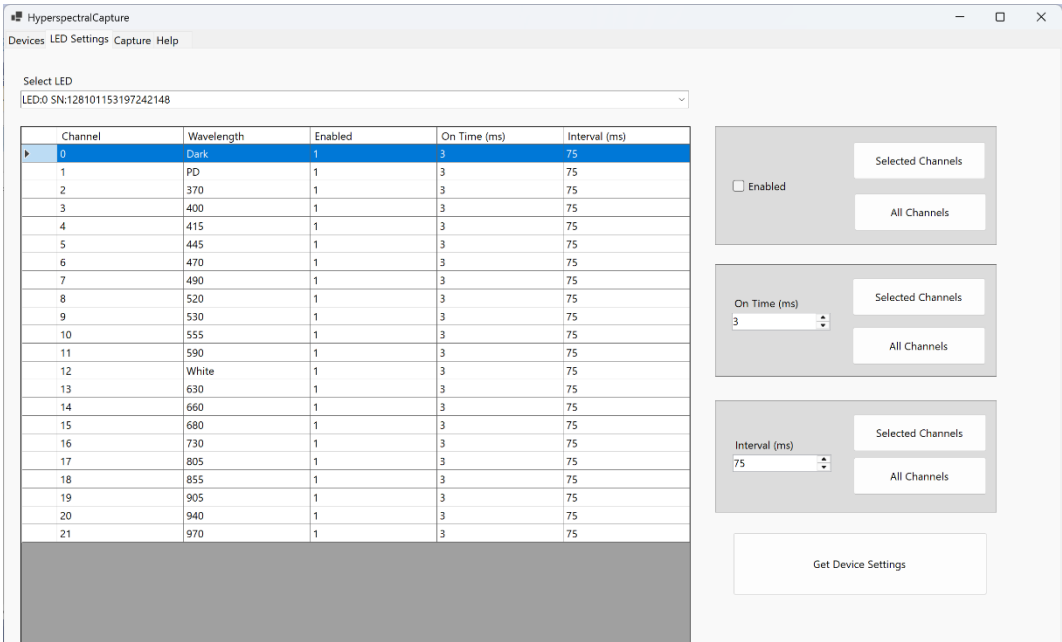 HyperspectralCapture
Devices LED Settings Capture Help
Select LED
LED:0 SN:128101153197242148
Channel Wavelength Enabled On Time (ms) Interval (ms)
0 Dark 1 3 75
1 PD 1 3 75
2 370 1 3 75
3 400 1 3 75
4 415 1 3 75
5 445 1 3 75
6 470 1 3 75
7 490 1 3 75
8 520 1 3 75
9 530 1 3 75
10 555 1 3 75
11 590 1 3 75
12 White 1 3 75
13 630 1 3 75
14 660 1 3 75
15 680 1 3 75
16 730 1 3 75
17 805 1 3 75
18 855 1 3 75
19 905 1 3 75
20 940 1 3 75
21 970 1 3 75
Enabled
Selected Channels
All Channels
On Time (ms)
3
Selected Channels
All Channels
Interval (ms)
75
Selected Channels
All Channels
Get Device Settings